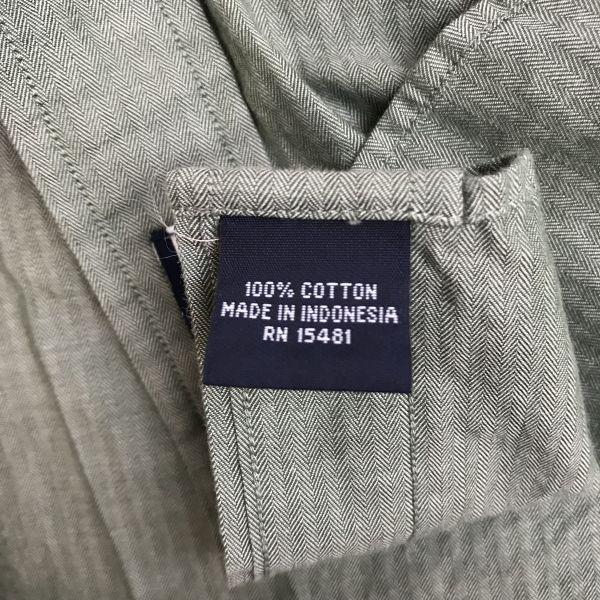 100% COTTON
MADE IN INDONESIA
RN 15481